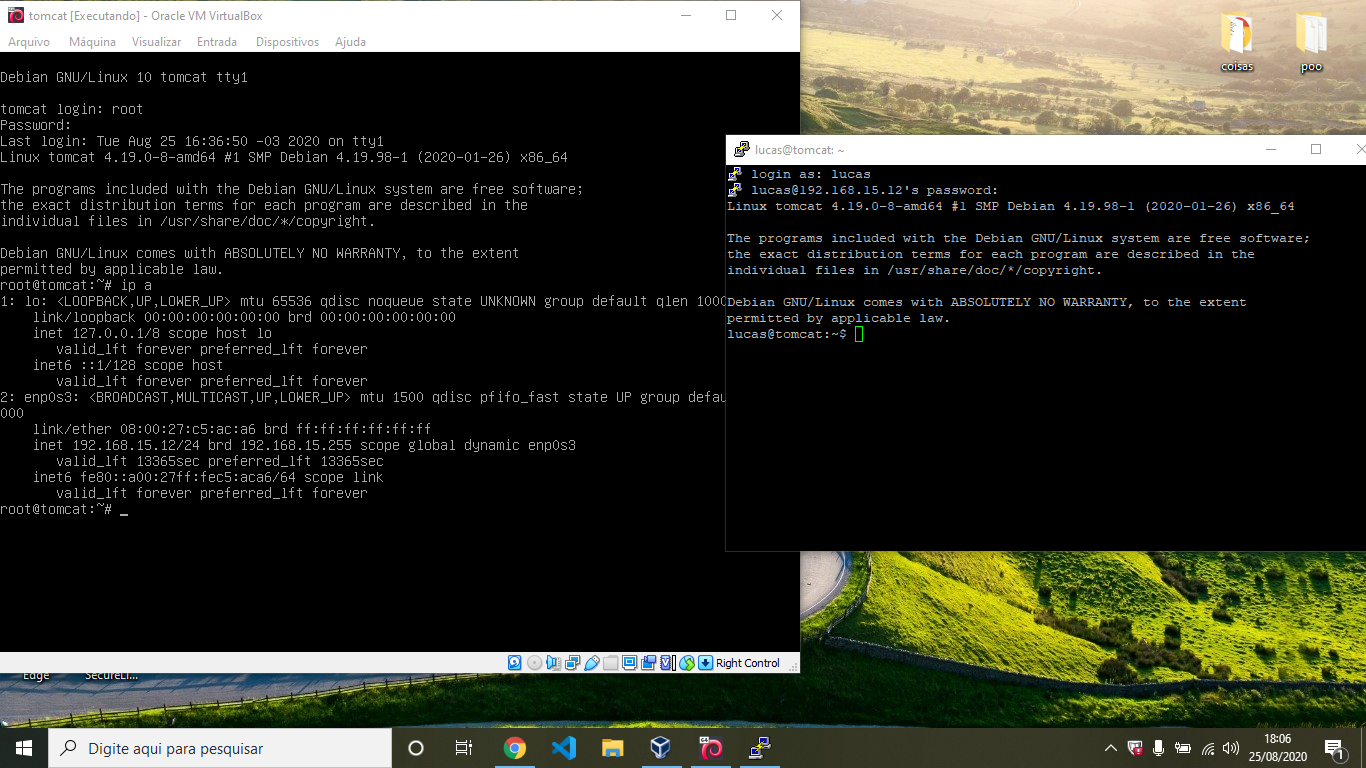 tomcat [Executando] - Oracle VM VirtualBox
Arquivo Máquina Visualizar Entrada Dispositivos Ajuda
Debian GNU/Linux 10 tomcat tty1
tomcat login: root
Password:
Last login: Tue Aug 25 16:36:50 -03 2020 on tty1
Linux tomcat 4.19.0-8-amd64 #1 SMP Debian 4.19.98-1 (2020-01-26) x86_64
The programs included with the Debian GNU/Linux system are free software;
the exact distribution terms for each program are described in the
individual files in /usr/share/doc/*/copyright.
Debian GNU/Linux comes with ABSOLUTELY NO WARRANTY, to the extent
permitted by applicable law.
root@tomcat:~# ip a
1: lo: <LOOPBACK,UP,LOWER_UP> mtu 65536 qdisc noqueue state UNKNOWN group default qlen 1000
link/loopback 00:00:00:00:00:00 brd 00:00:00:00:00:00
inet 127.0.0.1/8 scope host lo
valid_lft forever preferred_lft forever
inet6 ::1/128 scope host
valid_lft forever preferred_lft forever
2: enp0s3: <BROADCAST,MULTICAST,UP,LOWER_UP> mtu 1500 qdisc pfifo_fast state UP group defau
000
link/ether 08:00:27:c5:ac:a6 brd ff:ff:ff:ff:ff:ff
inet 192.168.15.12/24 brd 192.168.15.255 scope global dynamic enp0s3
valid_lft 13365sec preferred_lft 13365sec
inet6 fe80::a00:27ff:fec5:aca6/64 scope link
valid_lft forever preferred_lft forever
root@tomcat:~# _
Right Control
coisas
poo
lucas@tomcat: ~
login as: lucas
lucas@192.168.15.12's password:
Linux tomcat 4.19.0-8-amd64 #1 SMP Debian 4.19.98-1 (2020-01-26) x86_64
The programs included with the Debian GNU/Linux system are free software;
the exact distribution terms for each program are described in the
individual files in /usr/share/doc/*/copyright.
Debian GNU/Linux comes with ABSOLUTELY NO WARRANTY, to the extent
permitted by applicable law.
lucas@tomcat:~$
Edge
SecureLi...
Digite aqui para pesquisar
64
18:06
25/08/2020
1